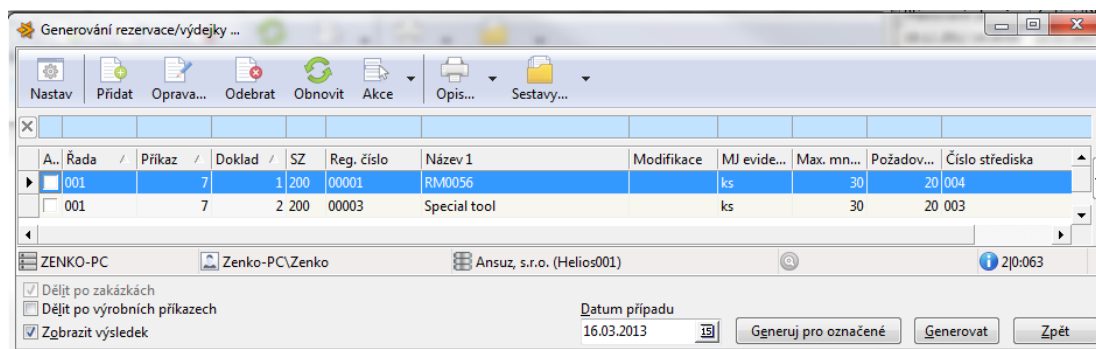 Generování rezervace/výdejky ...
Nastav Přidat Oprava... Odebrat Obnovit Akce Opis... Sestavy...
A.. Řada Příkaz Doklad SZ Reg. číslo Název 1 Modifikace MJ evide... Max. mn... Požadov... Číslo střediska
001 7 1 200 00001 RM0056 ks 30 20 004
001 7 2 200 00003 Special tool ks 30 20 003
ZENKO-PC Zenko-PC\Zenko Ansuz, s.r.o. (Helios001) 2|0:063
Dělit po zakázkách
Dělit po výrobních příkazech Datum případu
Zobrazit výsledek 16.03.2013 15 Generuj pro označené Generovat Zpět